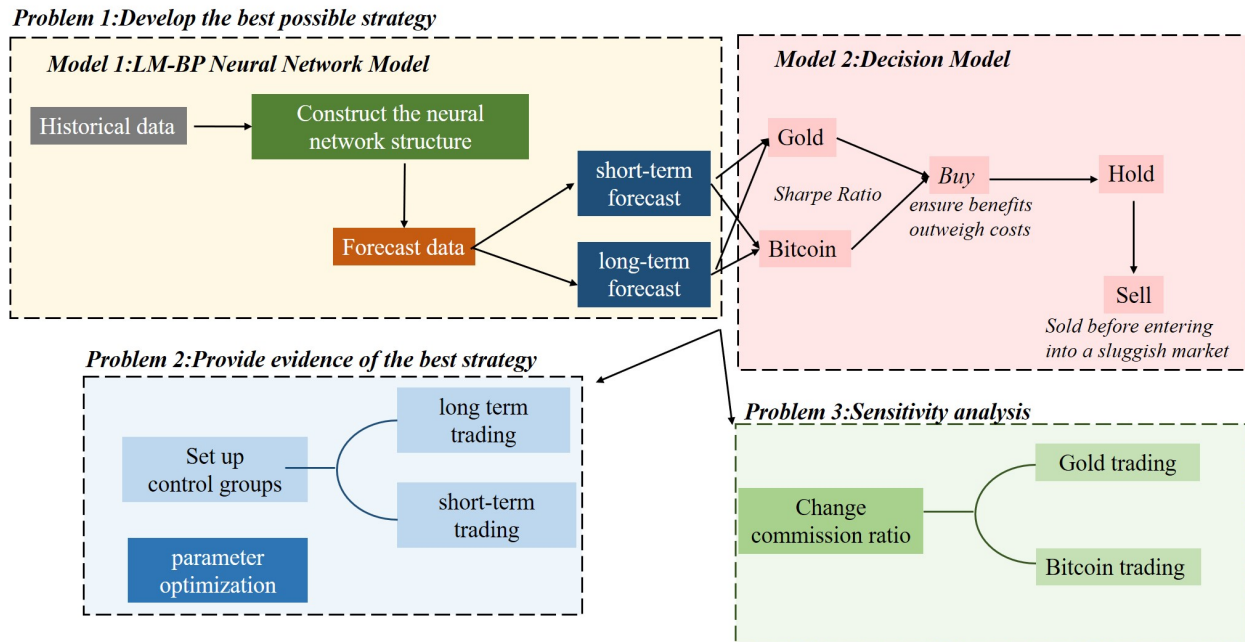 Problem 1:Develop the best possible strategy
Model 1:LM-BP Neural Network Model
Historical data
Construct the neural
network structure
Forecast data
short-term
forecast
long-term
forecast
Model 2:Decision Model
Gold
Sharpe Ratio
Bitcoin
Buy
ensure benefits
outweigh costs
Hold
Sell
Sold before entering
into a sluggish market
Problem 2:Provide evidence of the best strategy
Set up
control groups
long term
trading
short-term
trading
parameter
optimization
Problem 3:Sensitivity analysis
Change
commission ratio
Gold trading
Bitcoin trading